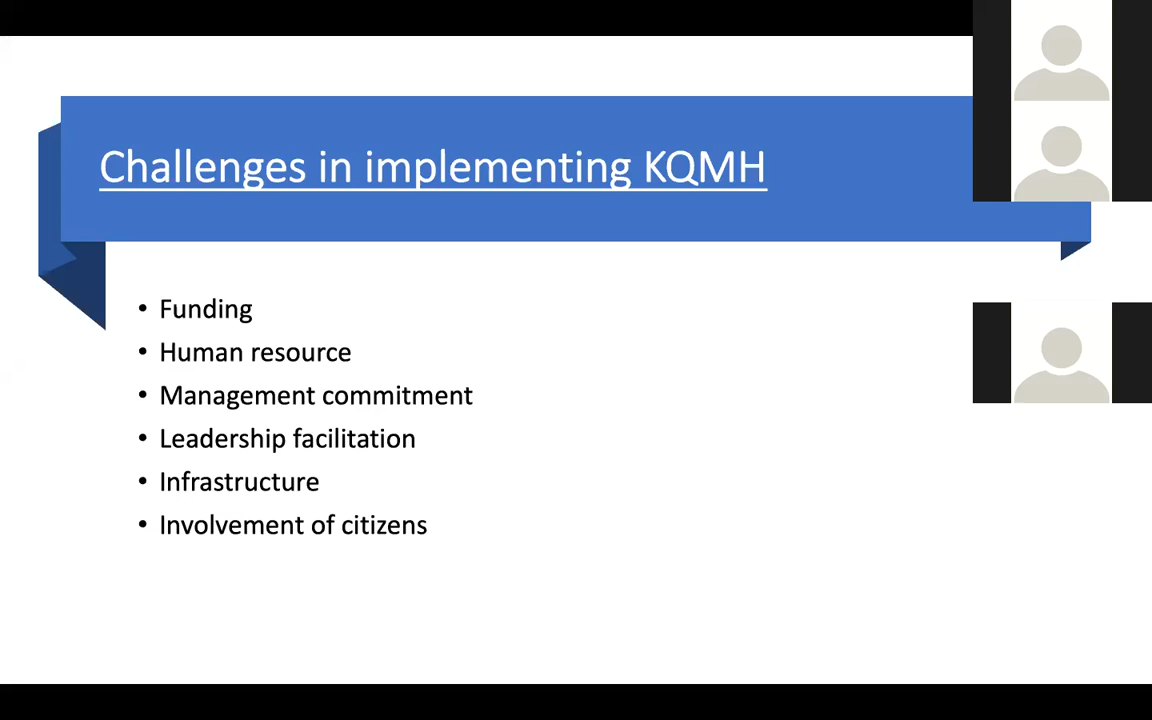 Challenges in implementing KQMH
• Funding
• Human resource
• Management commitment
• Leadership facilitation
• Infrastructure
• Involvement of citizens